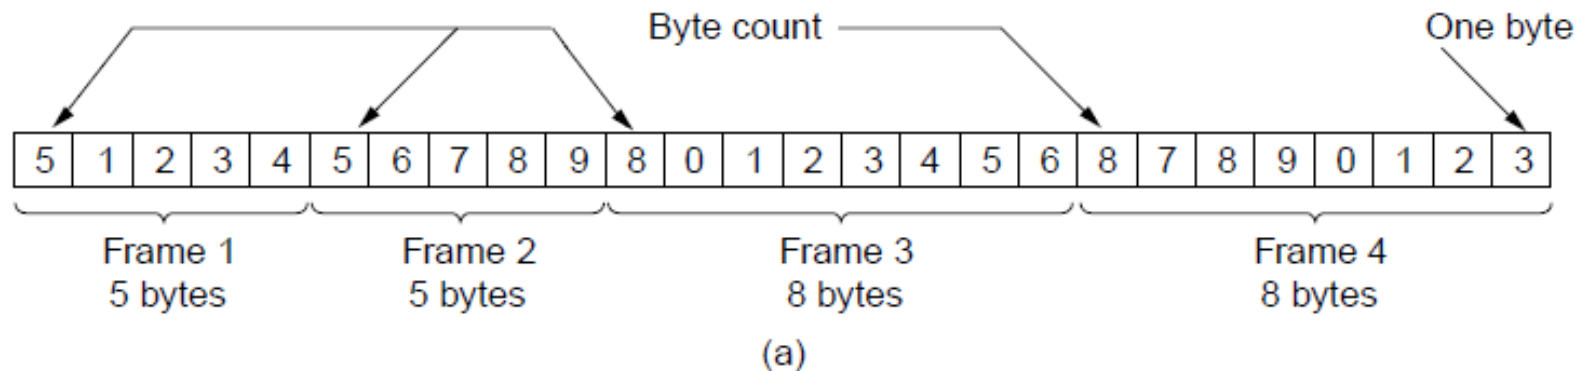 Byte count One byte
5 1 2 3 4 5 6 7 8 9 8 0 1 2 3 4 5 6 8 7 8 9 0 1 2 3
Frame 1 Frame 2 Frame 3 Frame 4
5 bytes 5 bytes 8 bytes 8 bytes
(a)